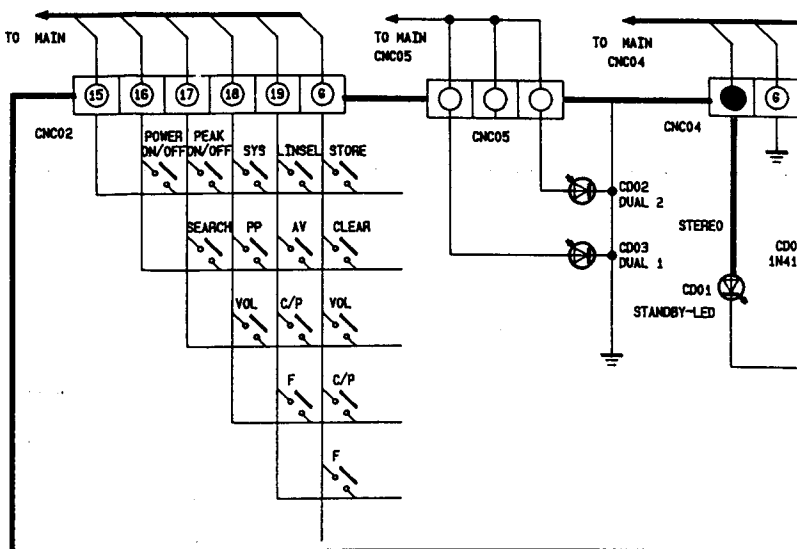 TO MAIN
15 16 17 18 19 G
CNC02
POWER
ON/OFF
PEAK
ON/OFF
SYS
LINSEL
STORE
SEARCH
PP
AV
CLEAR
VOL
C/P
VOL
F
C/P
F
TO MAIN
CNC05
CNC05
CD02
DUAL 2
CD03
DUAL 1
TO MAIN
CNC04
CNC04
G
STEREO
CD0
1N41
CD01
STANDBY-LED